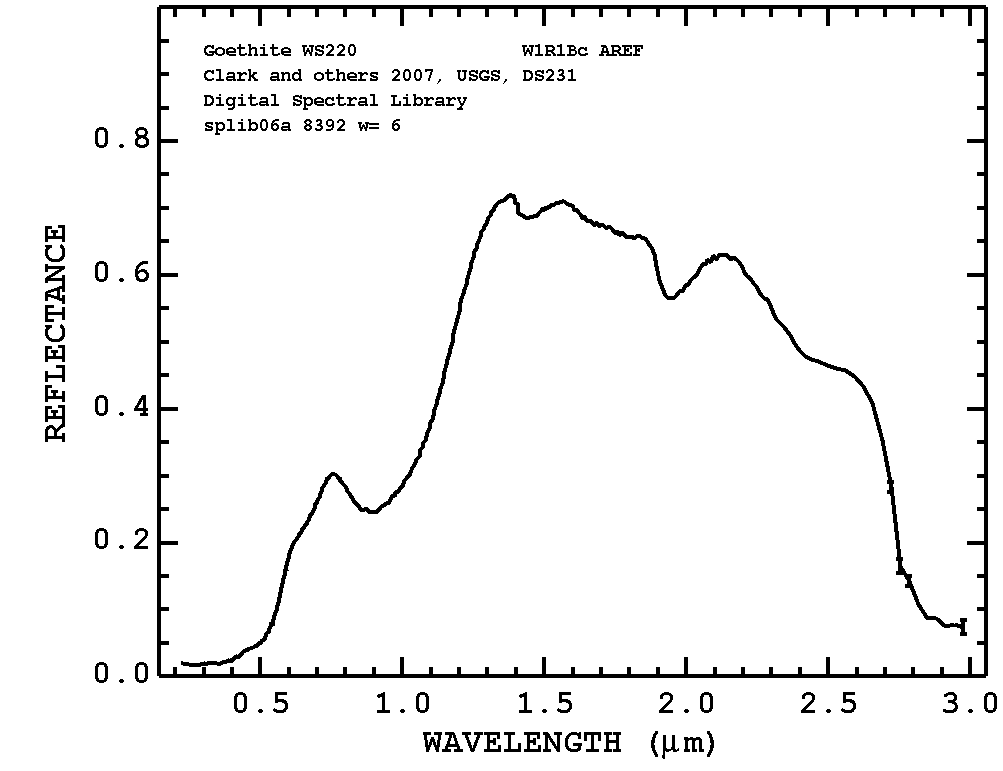 Goethite WS220 W1R1Bc AREF
Clark and others 2007, USGS, DS231
Digital Spectral Library
splib06a 8392 w= 6
0.8
0.6
0.4
0.2
0.0
REFLECTANCE
0.5 1.0 1.5 2.0 2.5 3.0
WAVELENGTH (μm)